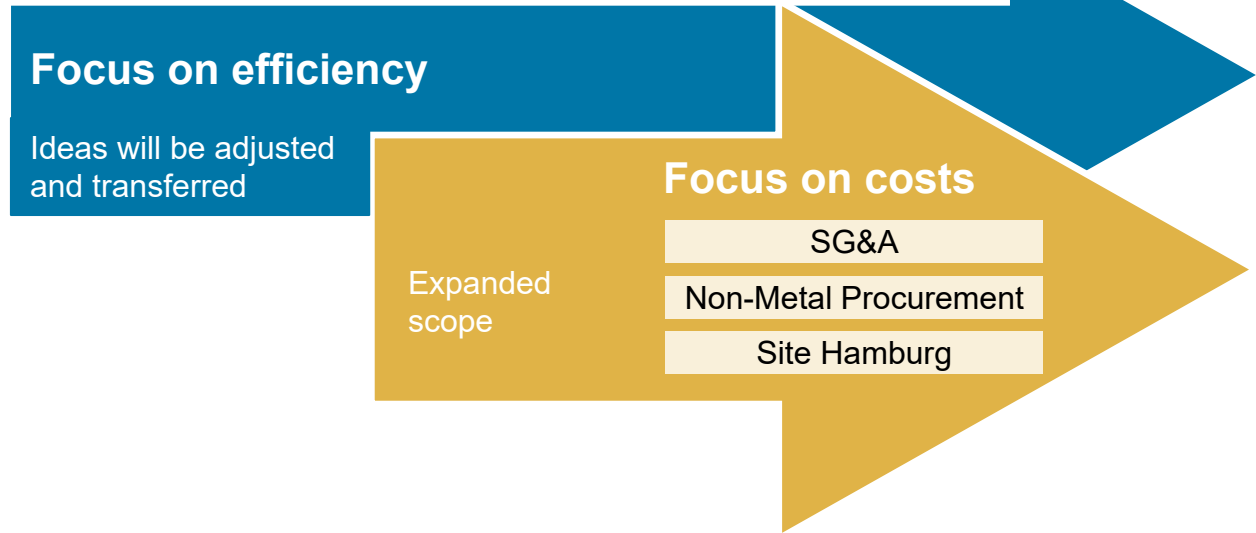 Focus on efficiency
Ideas will be adjusted
and transferred
Focus on costs
SG&A
Non-Metal Procurement
Site Hamburg
Expanded
scope